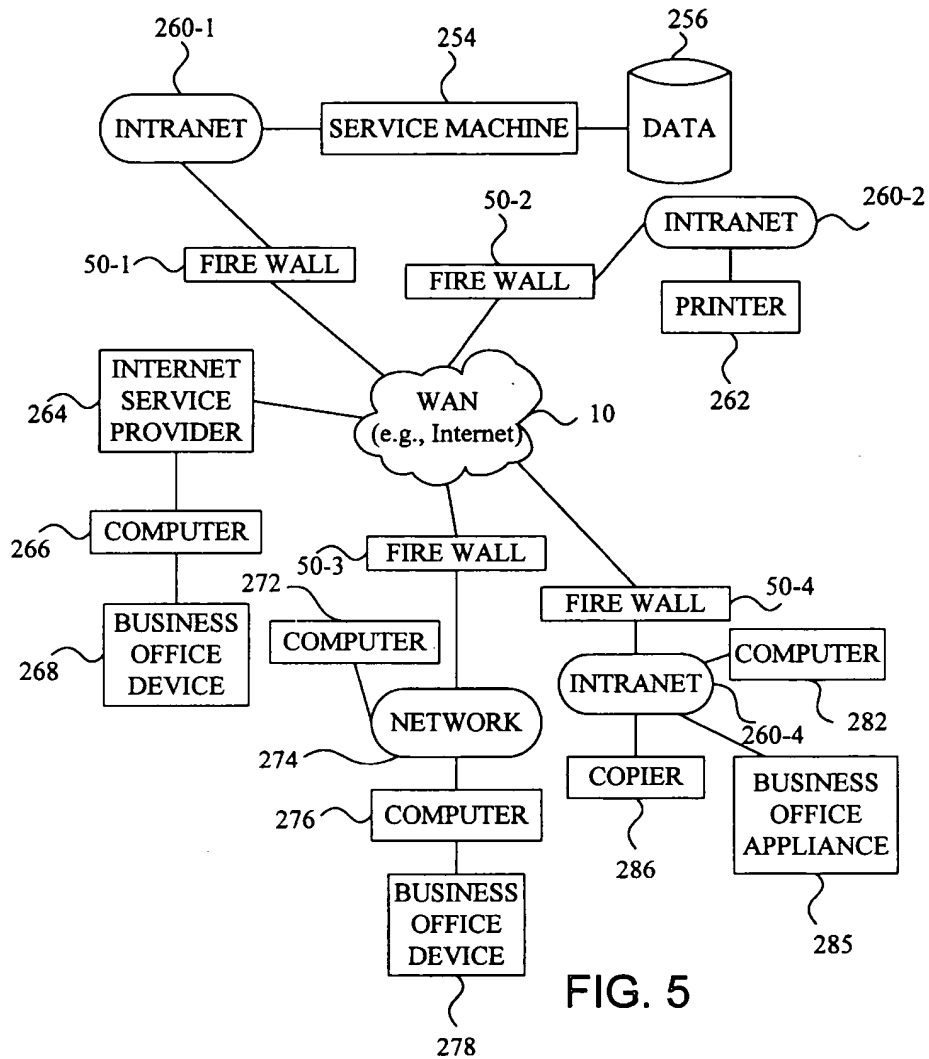 260-1
254
256
INTRANET
SERVICE MACHINE
DATA
50-2
260-2
INTRANET
50-1
FIRE WALL
FIRE WALL
PRINTER
262
INTERNET
SERVICE
PROVIDER
264
WAN
(e.g., Internet)
10
266
COMPUTER
50-3
FIRE WALL
272
50-4
FIRE WALL
BUSINESS
OFFICE
DEVICE
268
COMPUTER
COMPUTER
INTRANET
282
260-4
NETWORK
274
COPIER
286
BUSINESS
OFFICE
APPLIANCE
285
276
COMPUTER
BUSINESS
OFFICE
DEVICE
278
FIG. 5